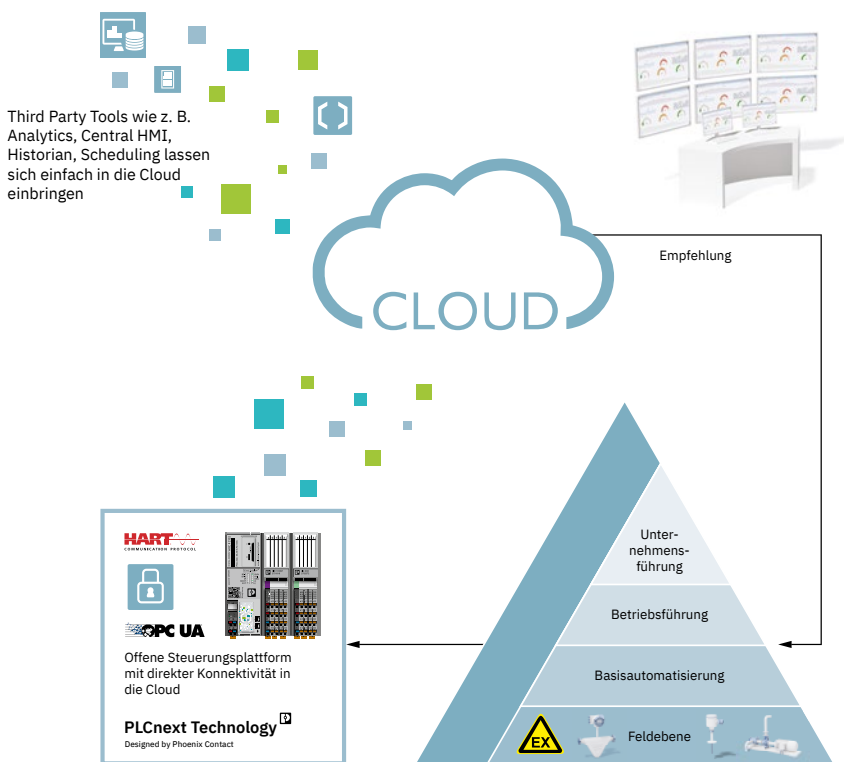 Third Party Tools wie z. B.
Analytics, Central HMI,
Historian, Scheduling lassen
sich einfach in die Cloud
einbringen
Empfehlung
CLOUD
HART
COMMUNICATION PROTOCOL
OPC UA
Offene Steuerungsplattform
mit direkter Konnektivität in
die Cloud
PLCnext Technology
Designed by Phoenix Contact
Unter-
nehmens-
führung
Betriebsführung
Basisautomatisierung
EX
Feldebene